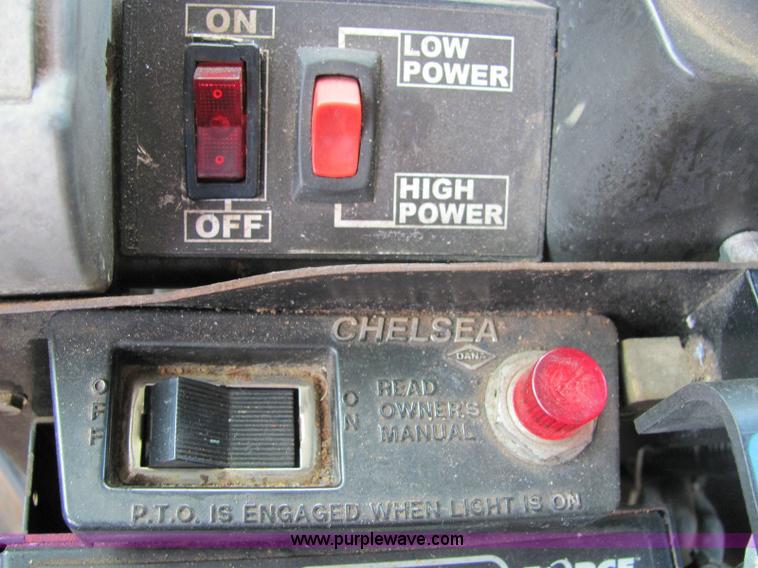 ON
LOW
POWER
HIGH
POWER
OFF
CHELSEA
DANA
OFF
ON
READ
OWNER'S
MANUAL
P.T.O. IS ENGAGED WHEN LIGHT IS ON
www.purplewave.com